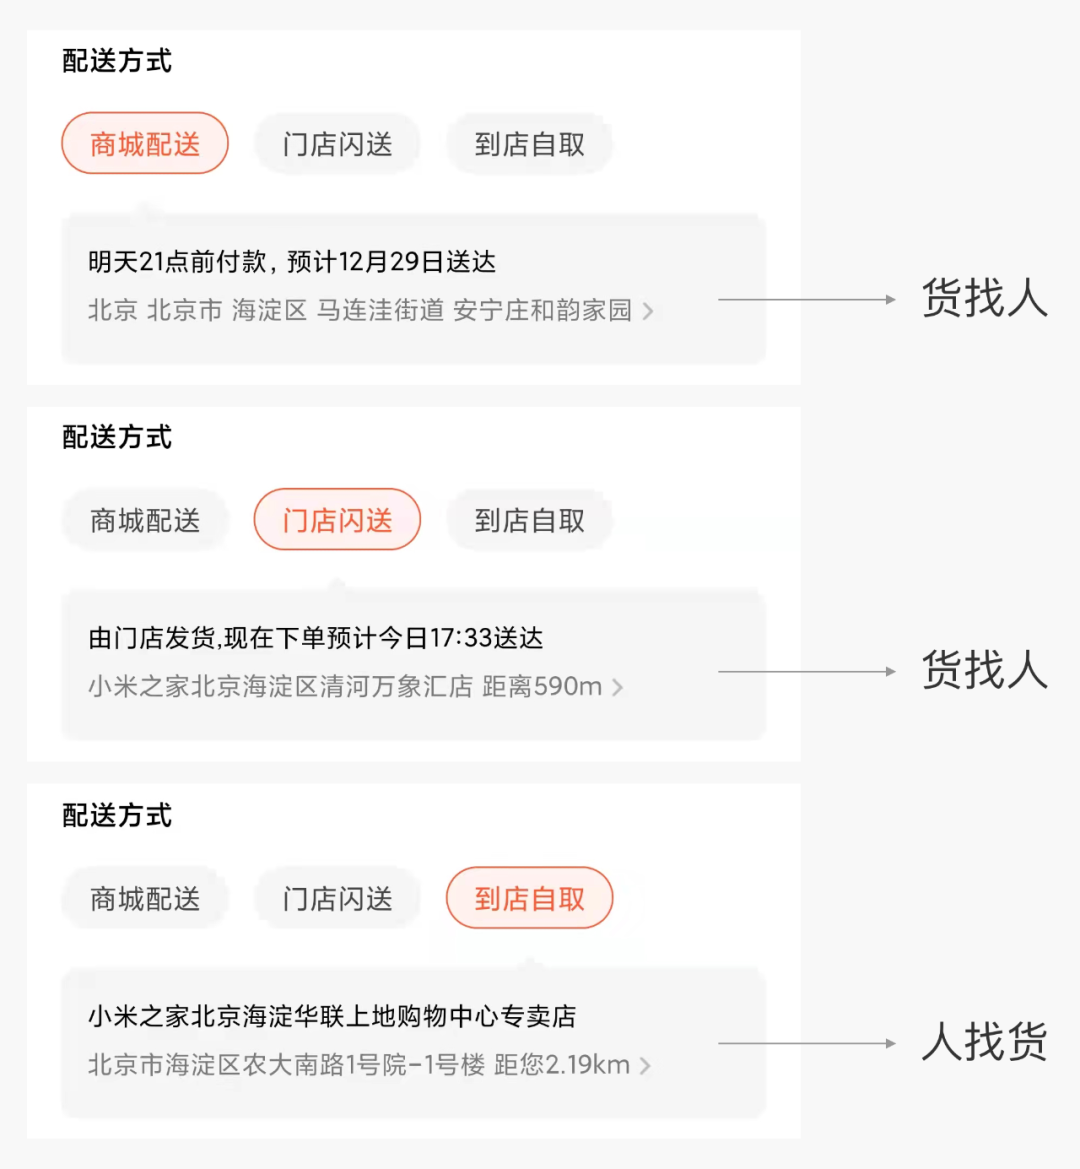 配送方式
商城配送 门店闪送 到店自取
明天21点前付款，预计12月29日送达
北京 北京市 海淀区 马连洼街道 安宁庄和韵家园
货找人
配送方式
商城配送 门店闪送 到店自取
由门店发货,现在下单预计今日17:33送达
小米之家北京海淀区清河万象汇店 距离590m
货找人
配送方式
商城配送 门店闪送 到店自取
小米之家北京海淀华联上地购物中心专卖店
北京市海淀区农大南路1号院-1号楼 距您2.19km
人找货